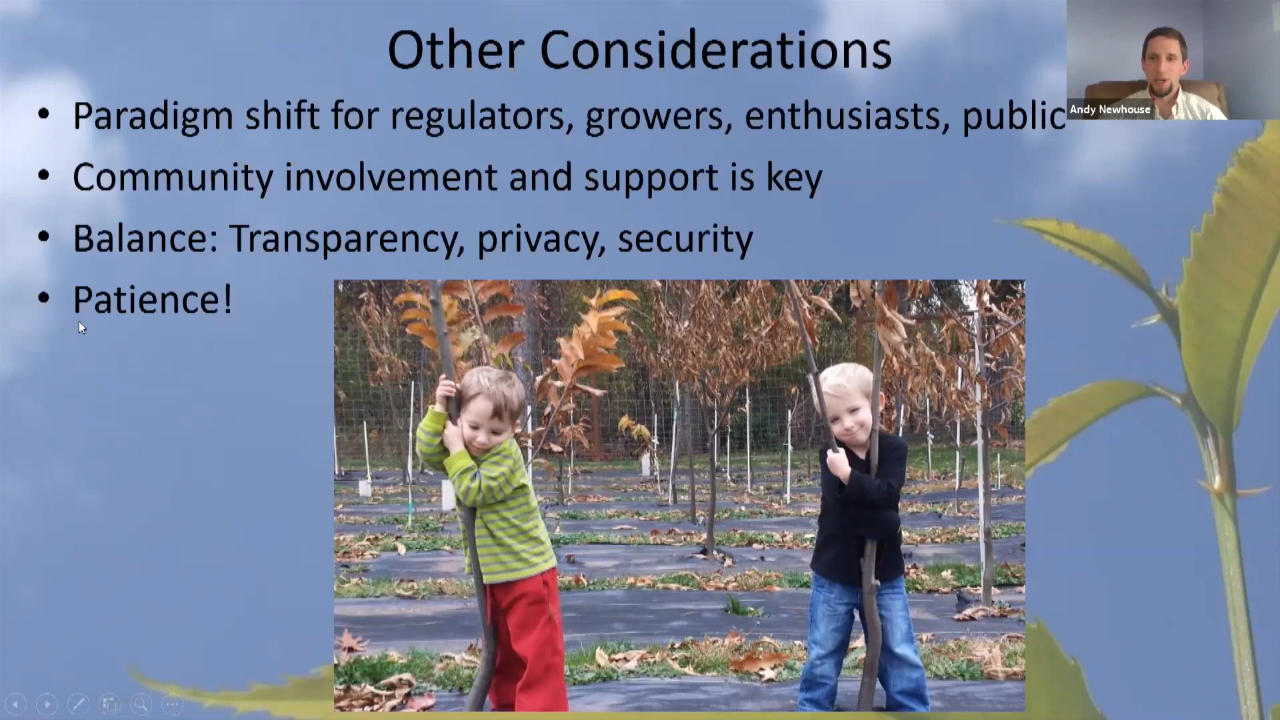 Other Considerations
• Paradigm shift for regulators, growers, enthusiasts, public
• Community involvement and support is key
• Balance: Transparency, privacy, security
• Patience!
Andy Newhouse